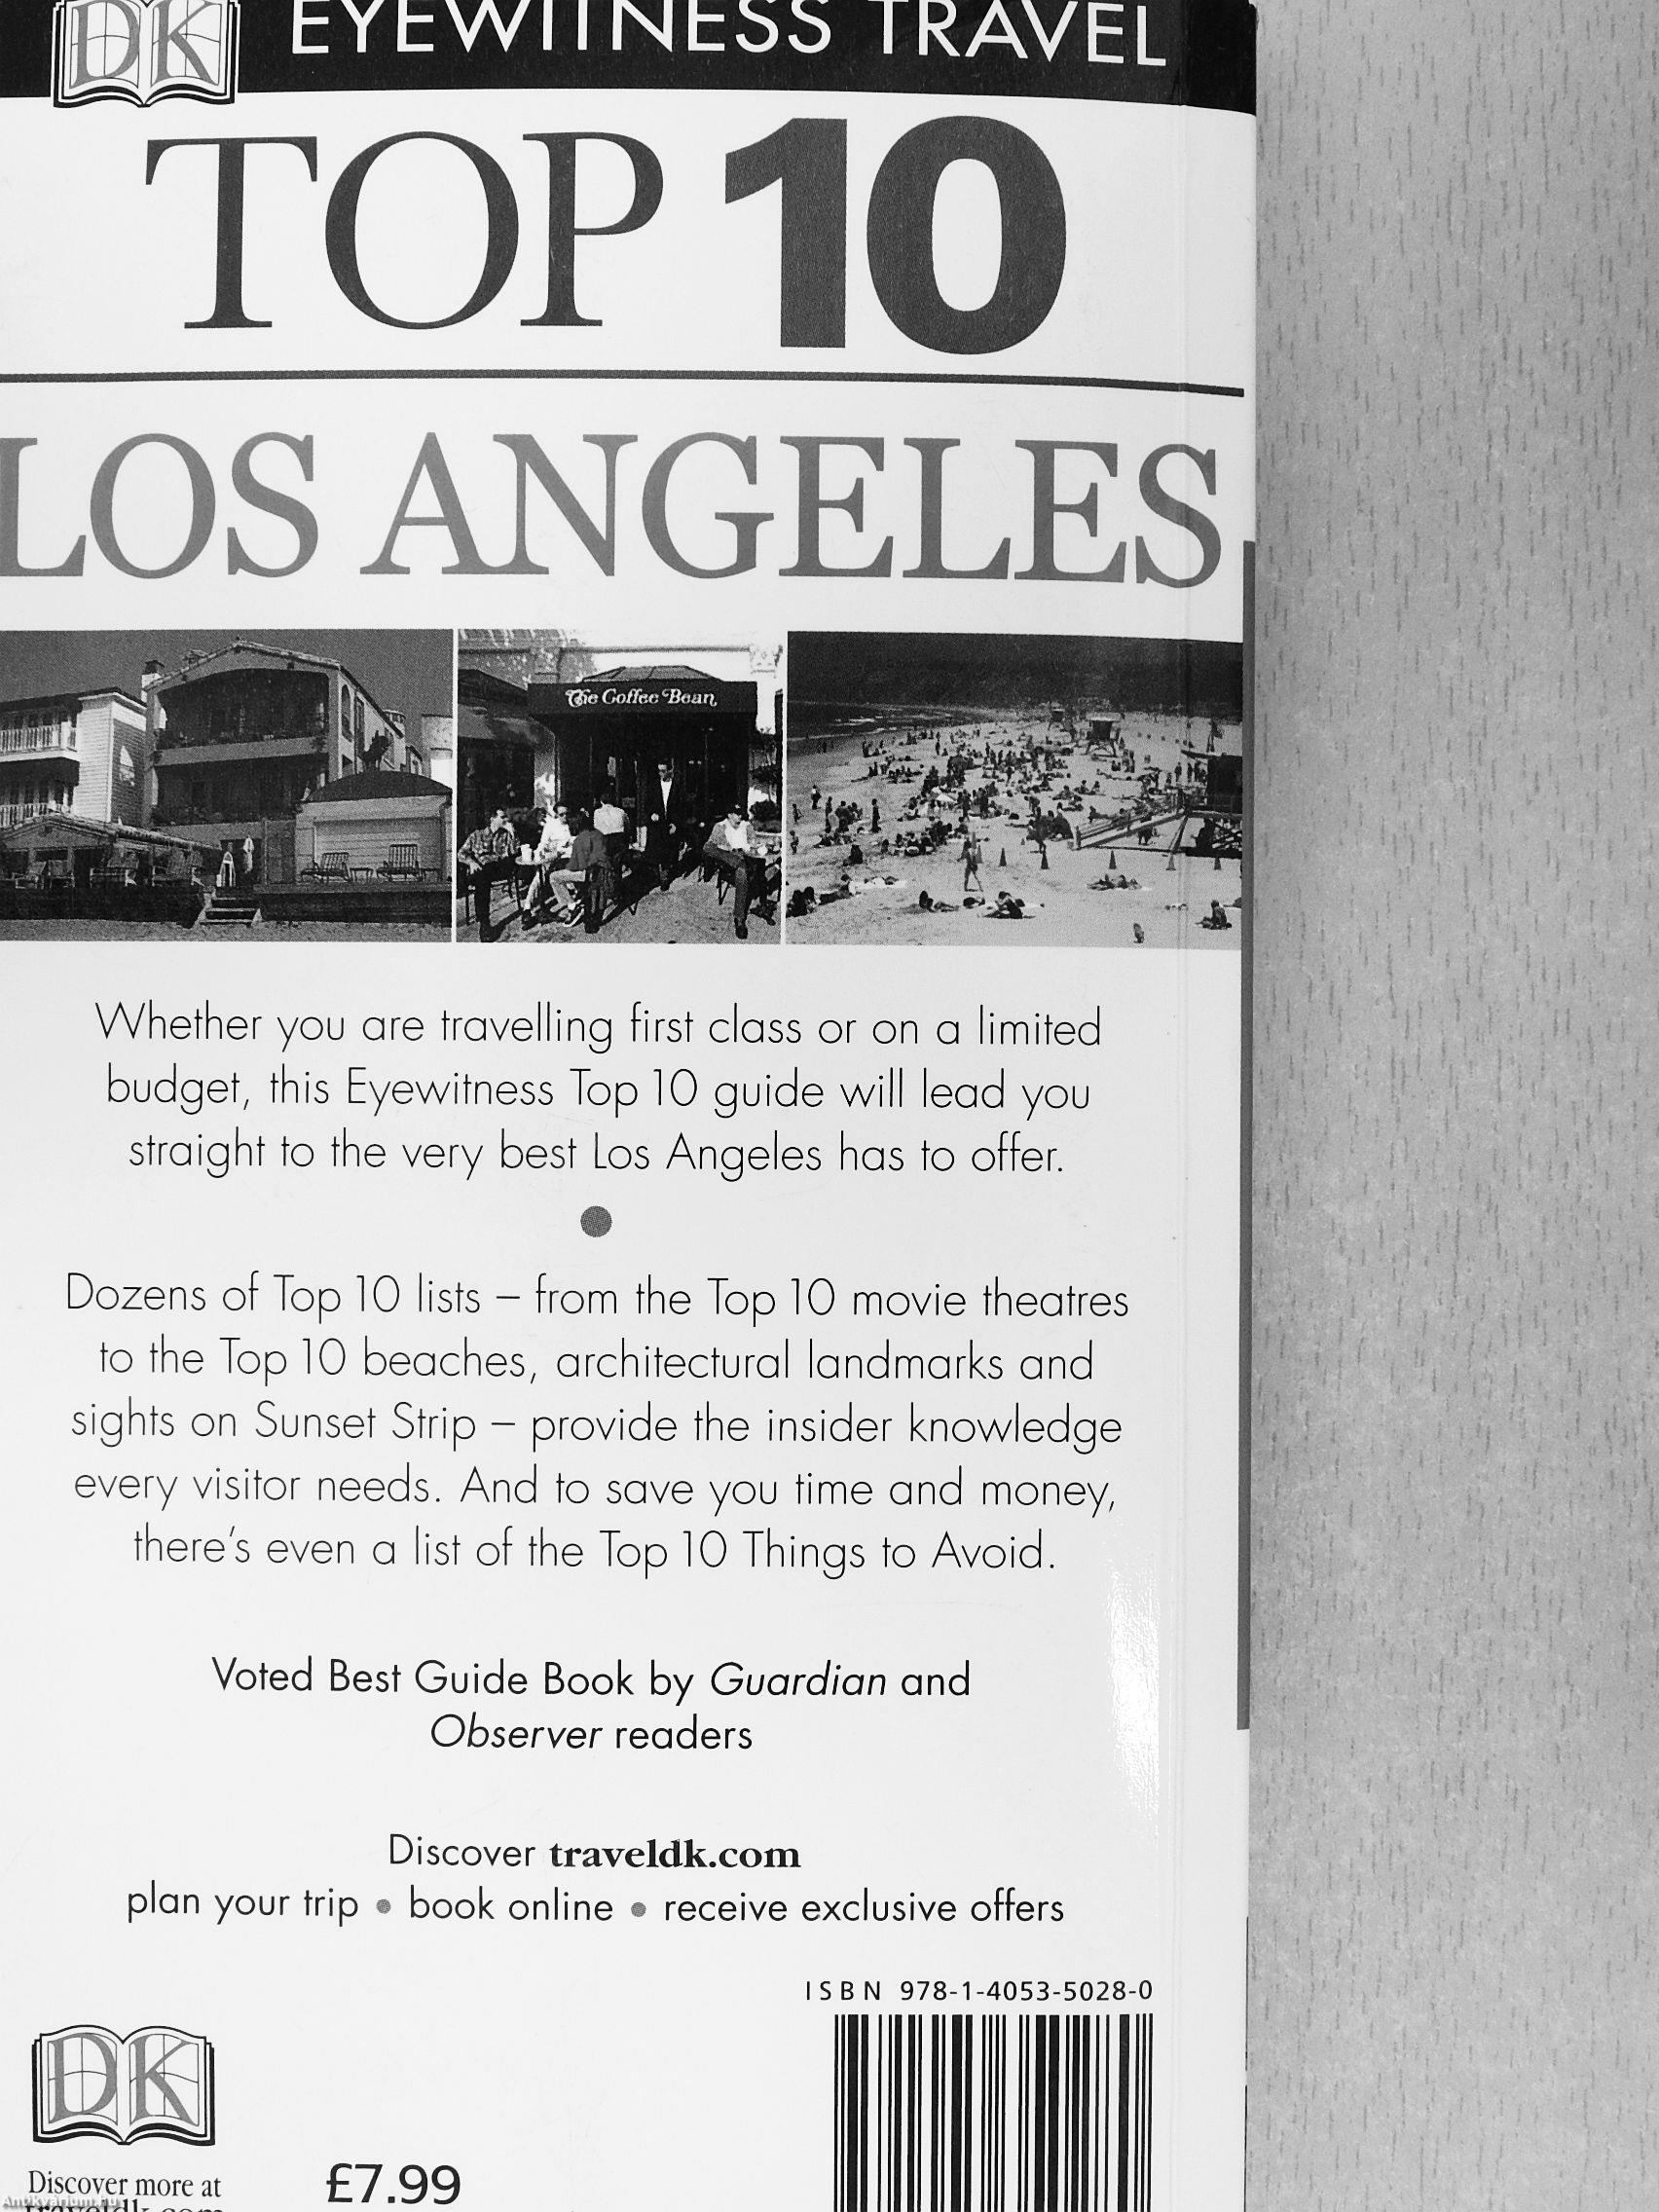 DK EYEWITNESS TRAVEL
TOP 10
LOS ANGELES
The Coffee Bean
Whether you are travelling first class or on a limited
budget, this Eyewitness Top 10 guide will lead you
straight to the very best Los Angeles has to offer.
Dozens of Top 10 lists – from the Top 10 movie theatres
to the Top 10 beaches, architectural landmarks and
sights on Sunset Strip – provide the insider knowledge
every visitor needs. And to save you time and money,
there's even a list of the Top 10 Things to Avoid.
Voted Best Guide Book by Guardian and
Observer readers
Discover traveldk.com
plan your trip • book online • receive exclusive offers
ISBN 978-1-4053-5028-0
DK
£7.99
Discover more at
traveldk.com
Antikvárium.hu